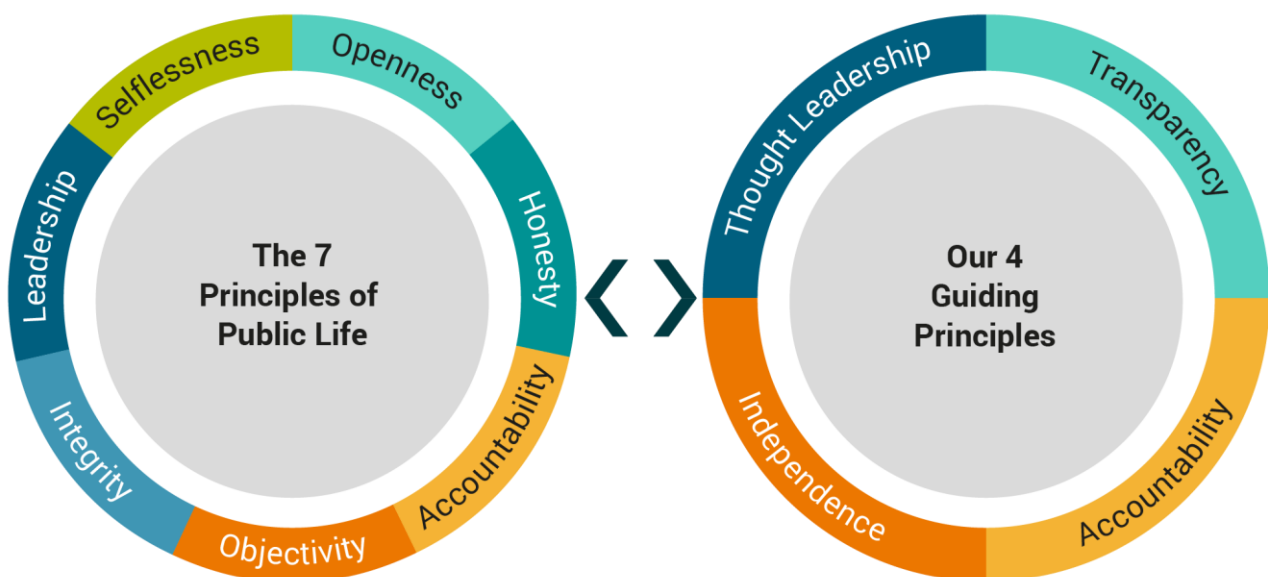 Selflessness
Openness
Honesty
Accountability
Objectivity
Integrity
Leadership
The 7
Principles of
Public Life
Thought Leadership
Transparency
Accountability
Independence
Our 4
Guiding
Principles